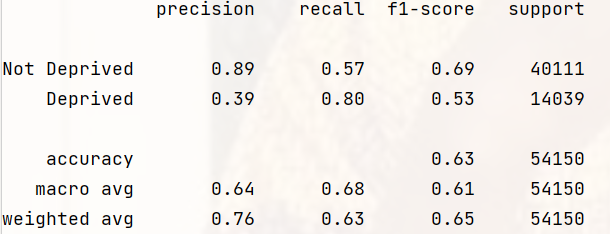 precision recall f1-score support
Not Deprived 0.89 0.57 0.69 40111
Deprived 0.39 0.80 0.53 14039
accuracy 0.63 54150
macro avg 0.64 0.68 0.61 54150
weighted avg 0.76 0.63 0.65 54150